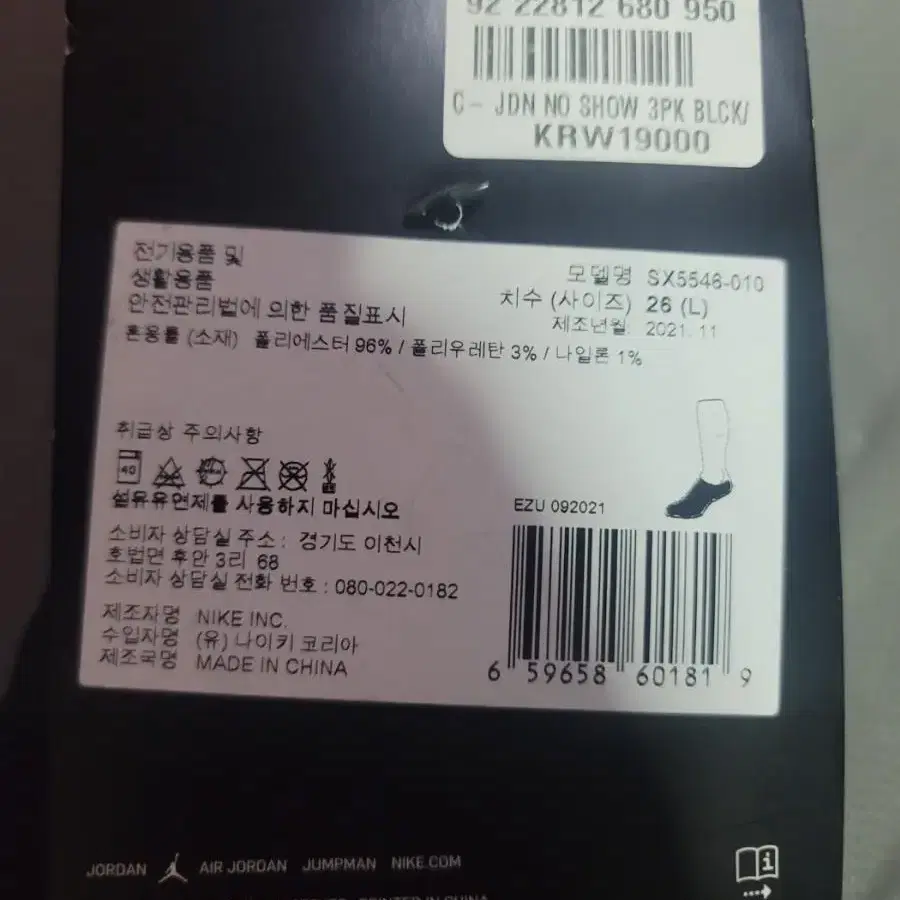 92 22812 680 950
C- JDN NO SHOW 3PK BLCK/
KRW19000
전기용품 및
생활용품
안전관리법에 의한 품질표시
모델명 SX5546-010
치수 (사이즈) 26 (L)
제조년월. 2021. 11
혼용률 (소재) 폴리에스터 96% / 폴리우레탄 3% / 나일론 1%
취급상 주의사항
40
섬유유연제를 사용하지 마십시오
소비자 상담실 주소 : 경기도 이천시
호법면 후안 3리 68
소비자 상담실 전화 번호 : 080-022-0182
제조자명 NIKE INC.
수입자명 (유) 나이키 코리아
제조국명 MADE IN CHINA
EZU 092021
6 59658 60181 9
JORDAN AIR JORDAN JUMPMAN NIKE.COM
PRINTED IN CHINA